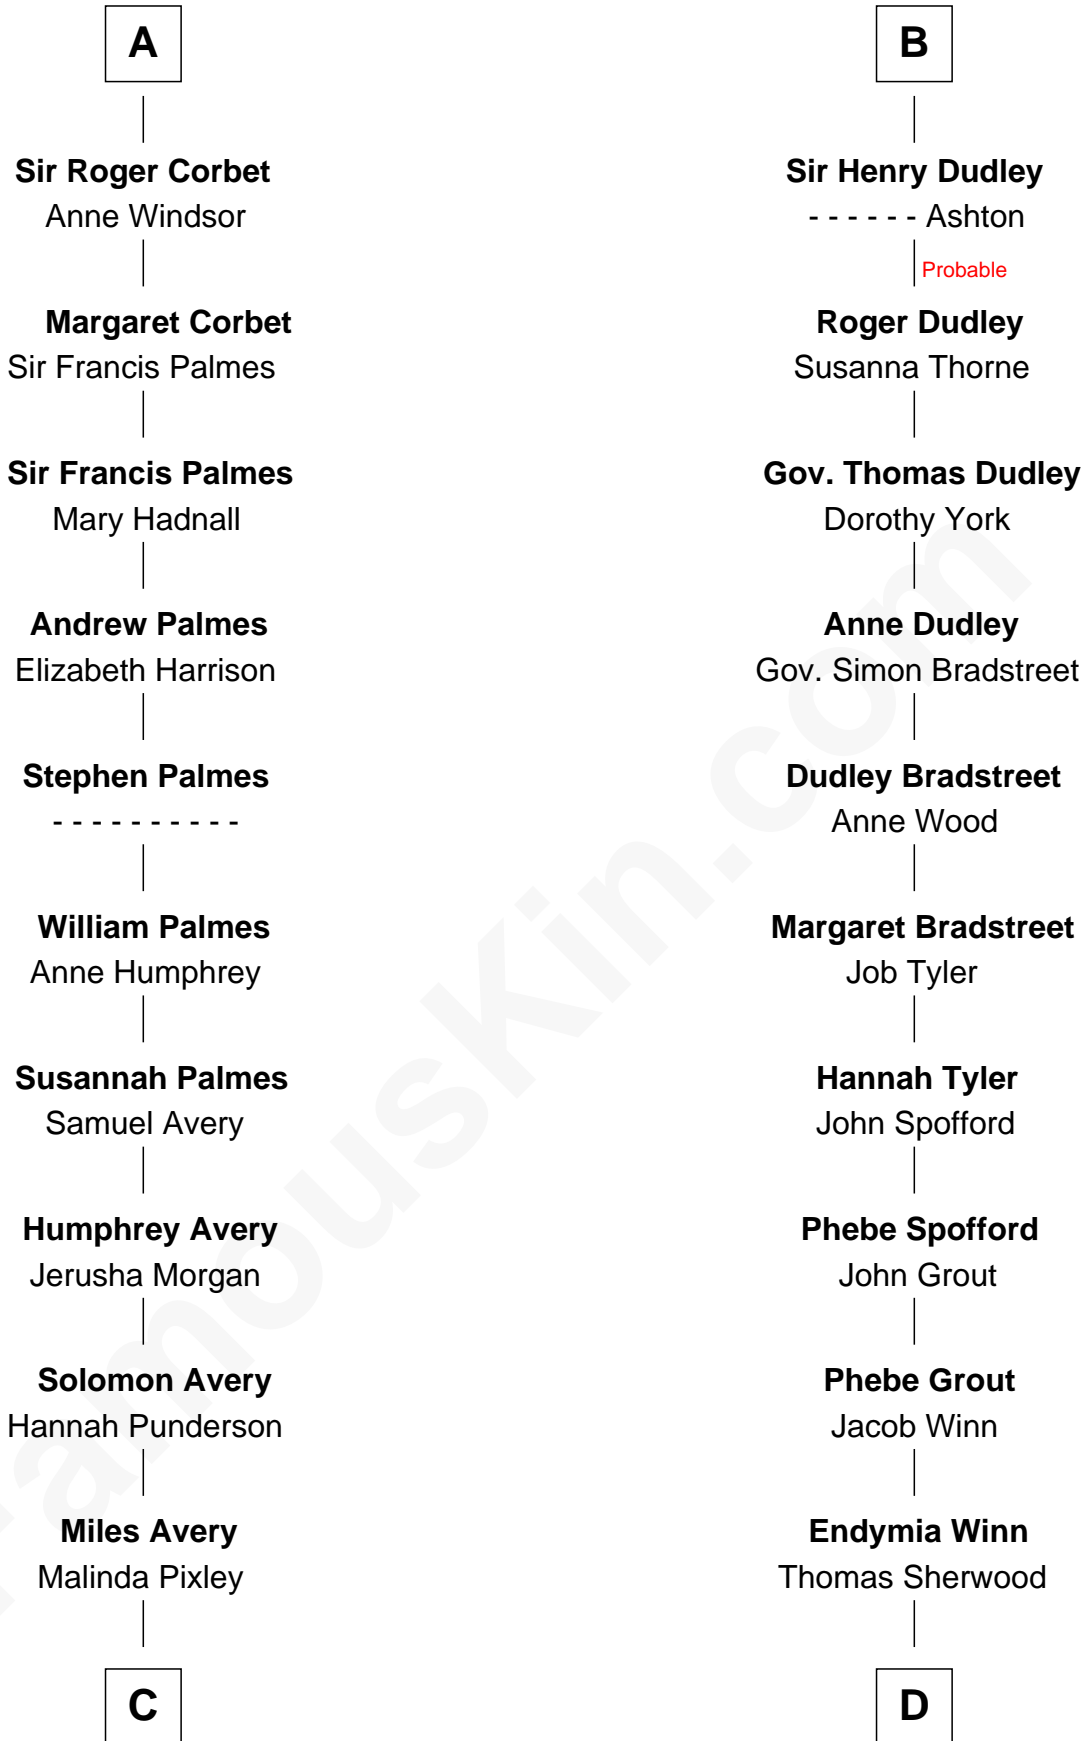 A
Sir Roger Corbet
Anne Windsor
Margaret Corbet
Sir Francis Palmes
Sir Francis Palmes
Mary Hadnall
Andrew Palmes
Elizabeth Harrison
Stephen Palmes
- - - - - - - - - -
William Palmes
Anne Humphrey
Susannah Palmes
Samuel Avery
Humphrey Avery
Jerusha Morgan
Solomon Avery
Hannah Punderson
Miles Avery
Malinda Pixley
C
B
Sir Henry Dudley
- - - - - - Ashton
Probable
Roger Dudley
Susanna Thorne
Gov. Thomas Dudley
Dorothy York
Anne Dudley
Gov. Simon Bradstreet
Dudley Bradstreet
Anne Wood
Margaret Bradstreet
Job Tyler
Hannah Tyler
John Spofford
Phebe Spofford
John Grout
Phebe Grout
Jacob Winn
Endymia Winn
Thomas Sherwood
D
FamousKin.com